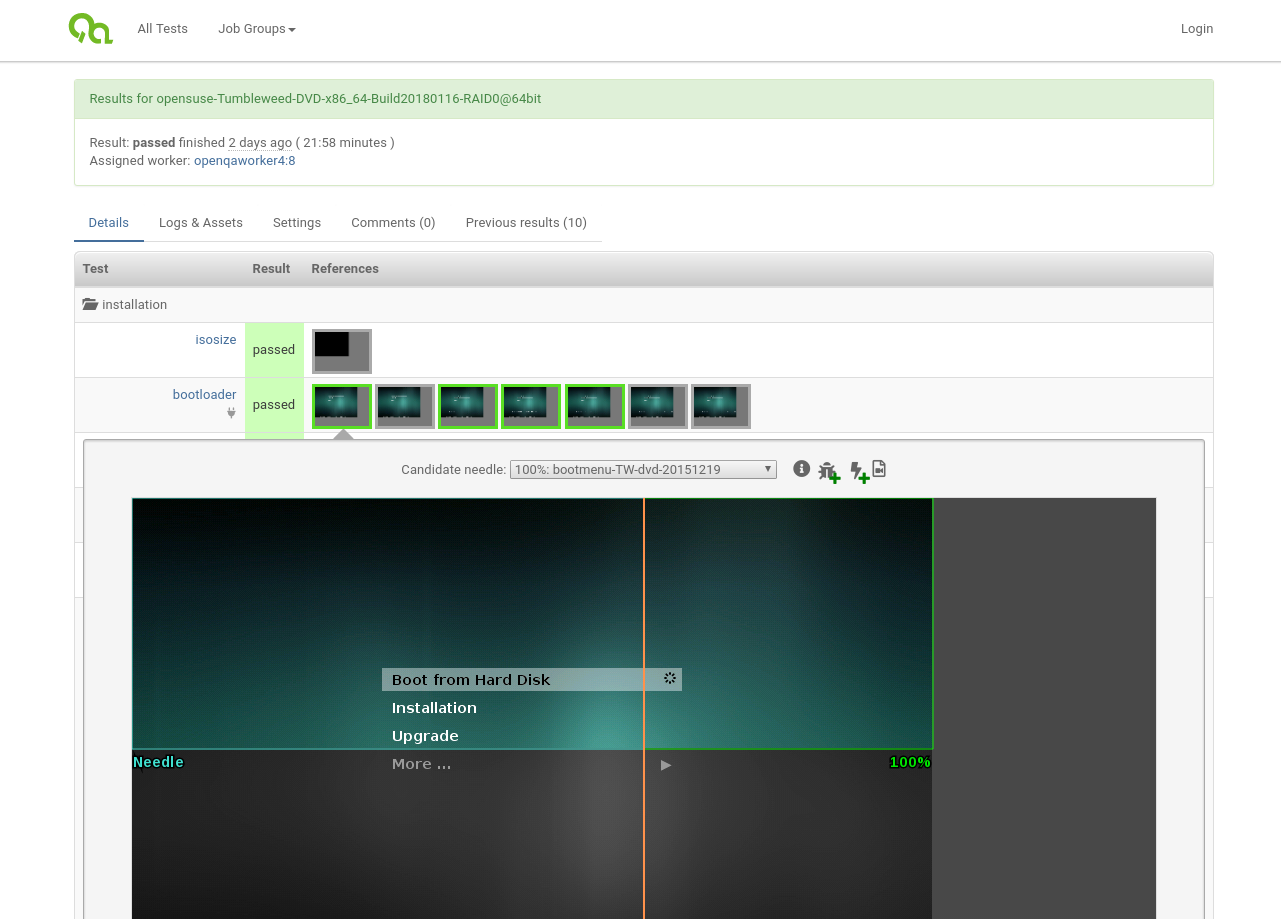 All Tests Job Groups Login
Results for opensuse-Tumbleweed-DVD-x86_64-Build20180116-RAID0@64bit
Result: passed finished 2 days ago ( 21:58 minutes )
Assigned worker: openqaworker4:8
Details Logs & Assets Settings Comments (0) Previous results (10)
Test Result References
installation
isosize passed
bootloader passed
Candidate needle: 100%: bootmenu-TW-dvd-20151219
Boot from Hard Disk
Installation
Upgrade
Needle More ... 100%